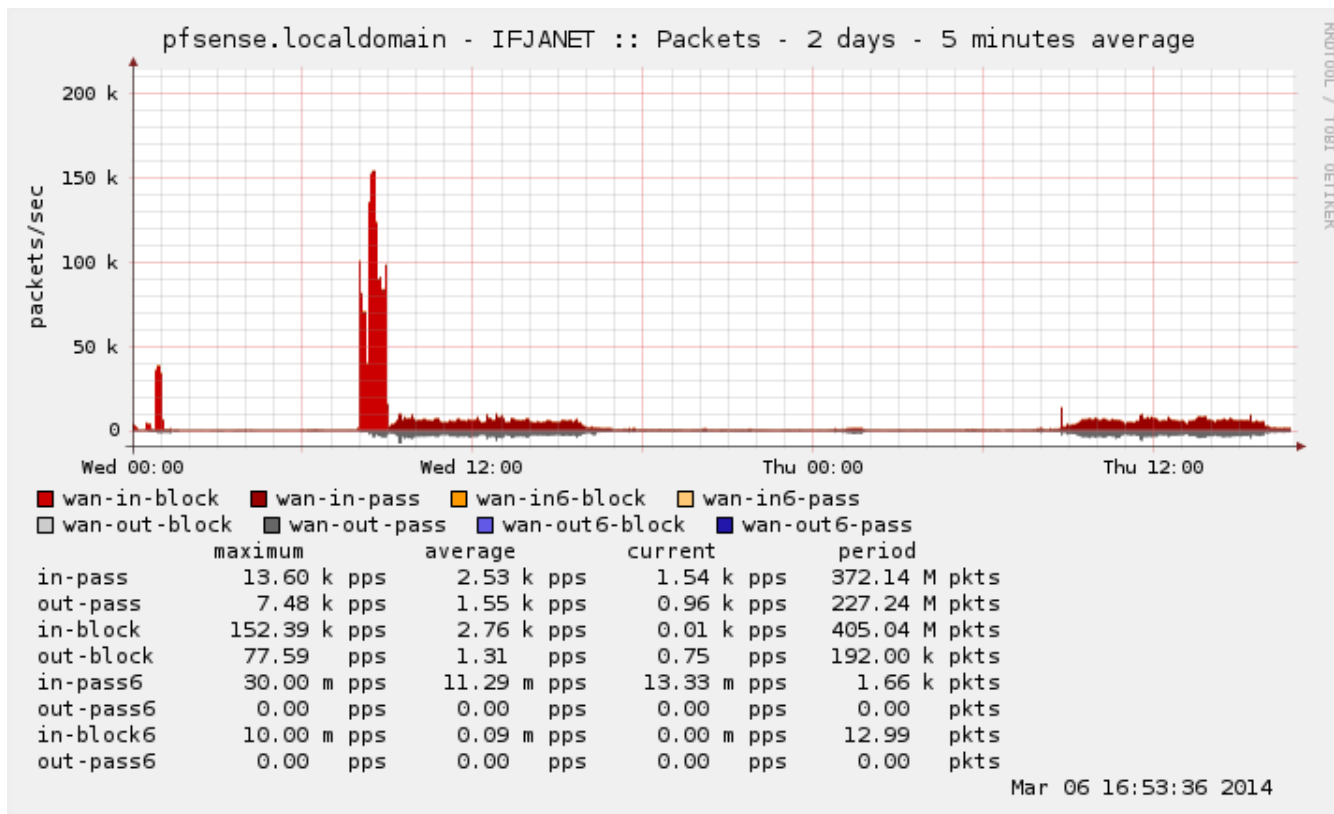 pfsense.localdomain - IFJANET :: Packets - 2 days - 5 minutes average
RRDTOOL / TOBI OETIKER
packets/sec
200 k
150 k
100 k
50 k
0
Wed 00:00 Wed 12:00 Thu 00:00 Thu 12:00
wan-in-block wan-in-pass wan-in6-block wan-in6-pass
wan-out-block wan-out-pass wan-out6-block wan-out6-pass
maximum average current period
in-pass 13.60 k pps 2.53 k pps 1.54 k pps 372.14 M pkts
out-pass 7.48 k pps 1.55 k pps 0.96 k pps 227.24 M pkts
in-block 152.39 k pps 2.76 k pps 0.01 k pps 405.04 M pkts
out-block 77.59 pps 1.31 pps 0.75 pps 192.00 k pkts
in-pass6 30.00 m pps 11.29 m pps 13.33 m pps 1.66 k pkts
out-pass6 0.00 pps 0.00 pps 0.00 pps 0.00 pkts
in-block6 10.00 m pps 0.09 m pps 0.00 m pps 12.99 pkts
out-pass6 0.00 pps 0.00 pps 0.00 pps 0.00 pkts
Mar 06 16:53:36 2014